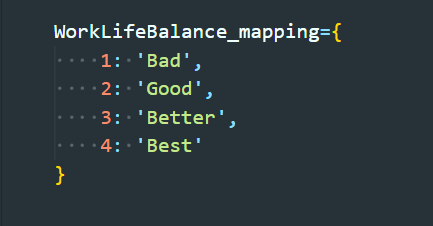 WorkLifeBalance_mapping={
    1: 'Bad',
    2: 'Good',
    3: 'Better',
    4: 'Best'
}